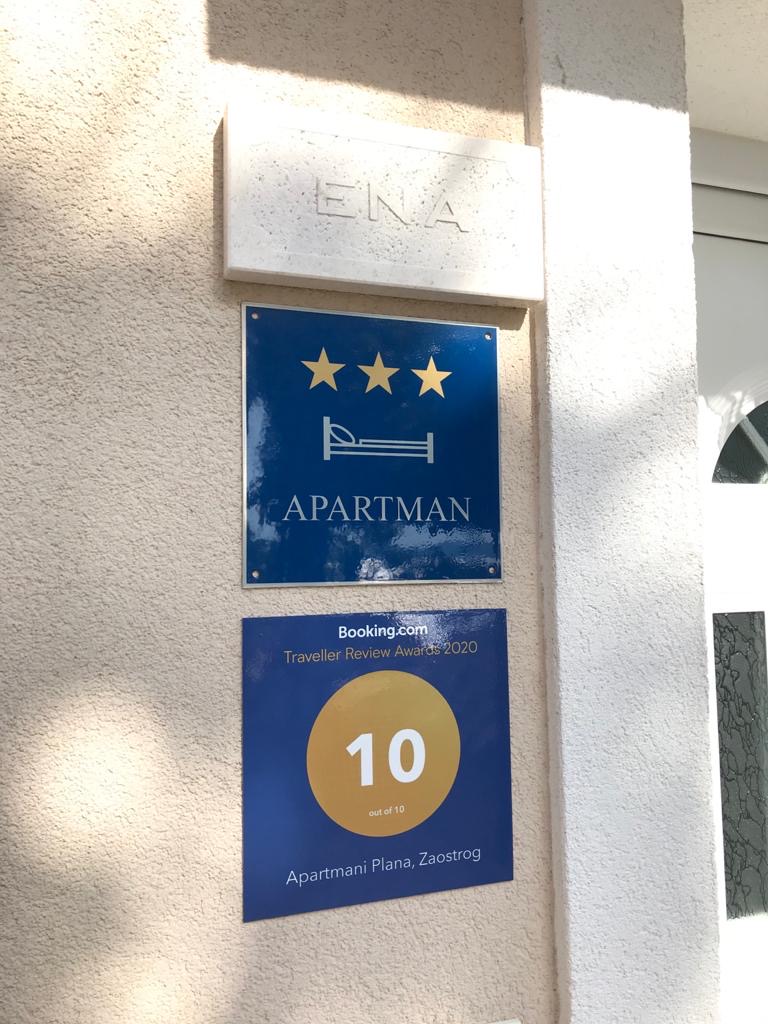 ENA
APARTMAN
Booking.com
Traveller Review Awards 2020
10
out of 10
Apartmani Plana, Zaostrog